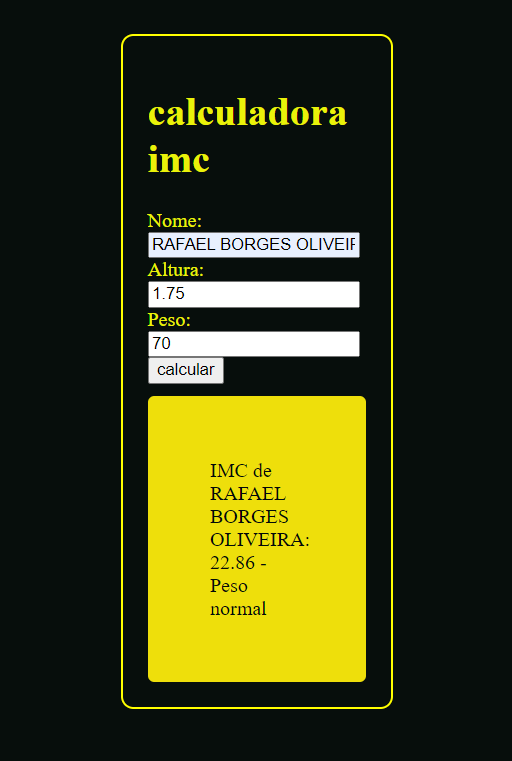 calculadora
imc
Nome:
RAFAEL BORGES OLIVEIF
Altura:
1.75
Peso:
70
calcular
IMC de
RAFAEL
BORGES
OLIVEIRA:
22.86 -
Peso
normal